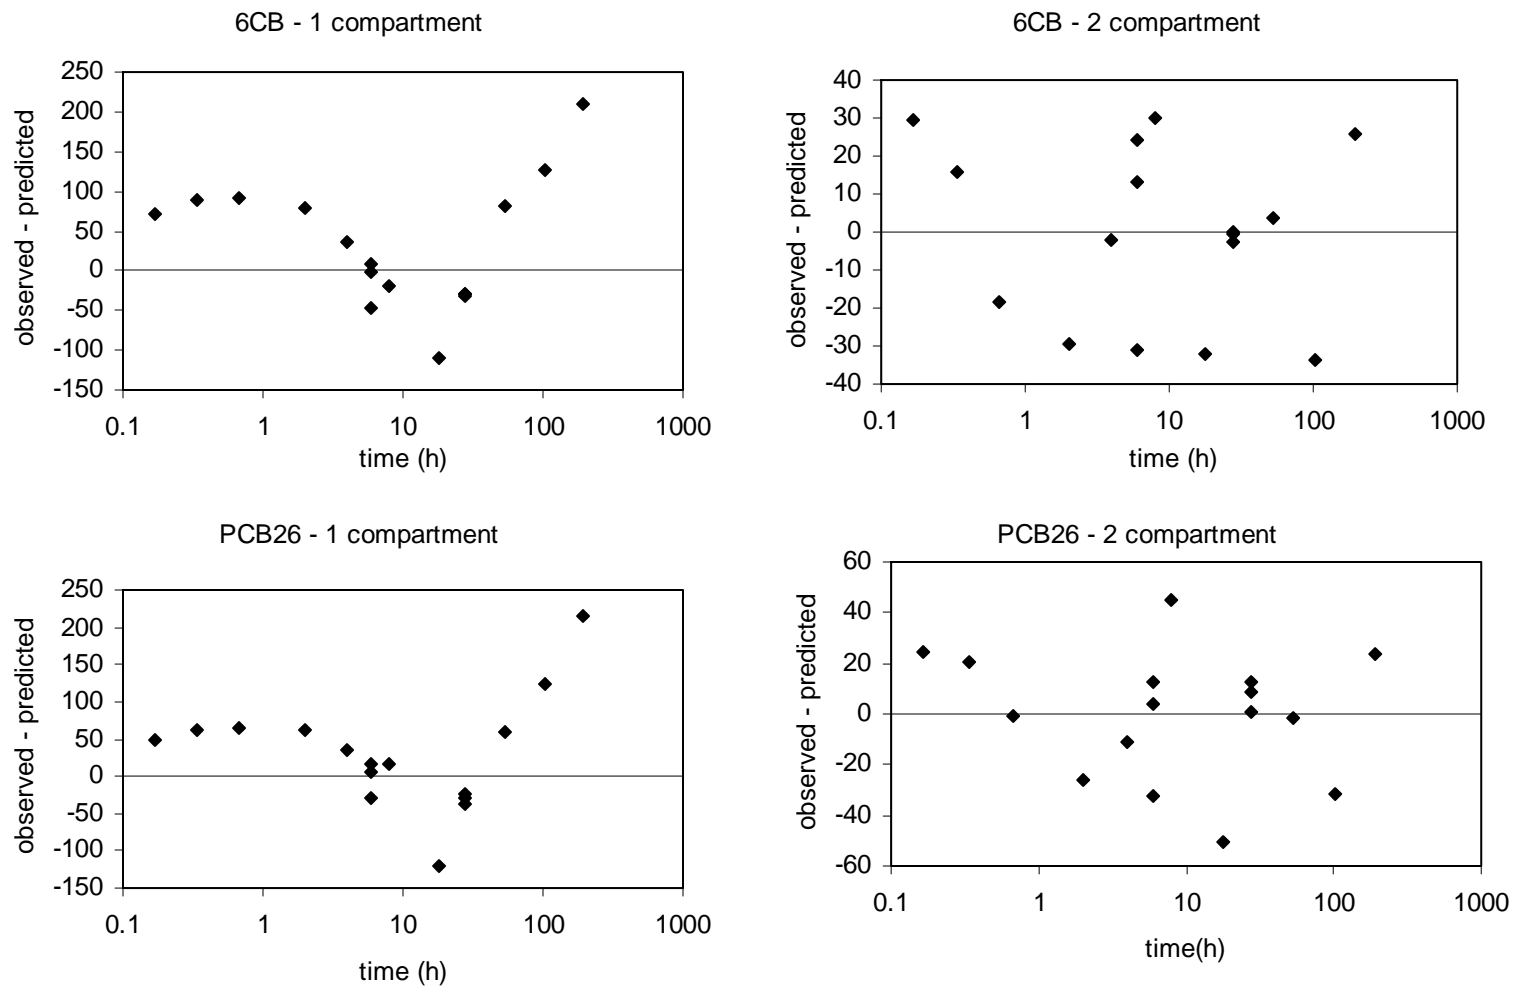 6CB - 1 compartment
250
200
150
100
50
0
-50
-100
-150
observed - predicted
0.1 1 10 100 1000
time (h)
6CB - 2 compartment
40
30
20
10
0
-10
-20
-30
-40
observed - predicted
0.1 1 10 100 1000
time (h)
PCB26 - 1 compartment
250
200
150
100
50
0
-50
-100
-150
observed - predicted
0.1 1 10 100 1000
time (h)
PCB26 - 2 compartment
60
40
20
0
-20
-40
-60
observed - predicted
0.1 1 10 100 1000
time(h)